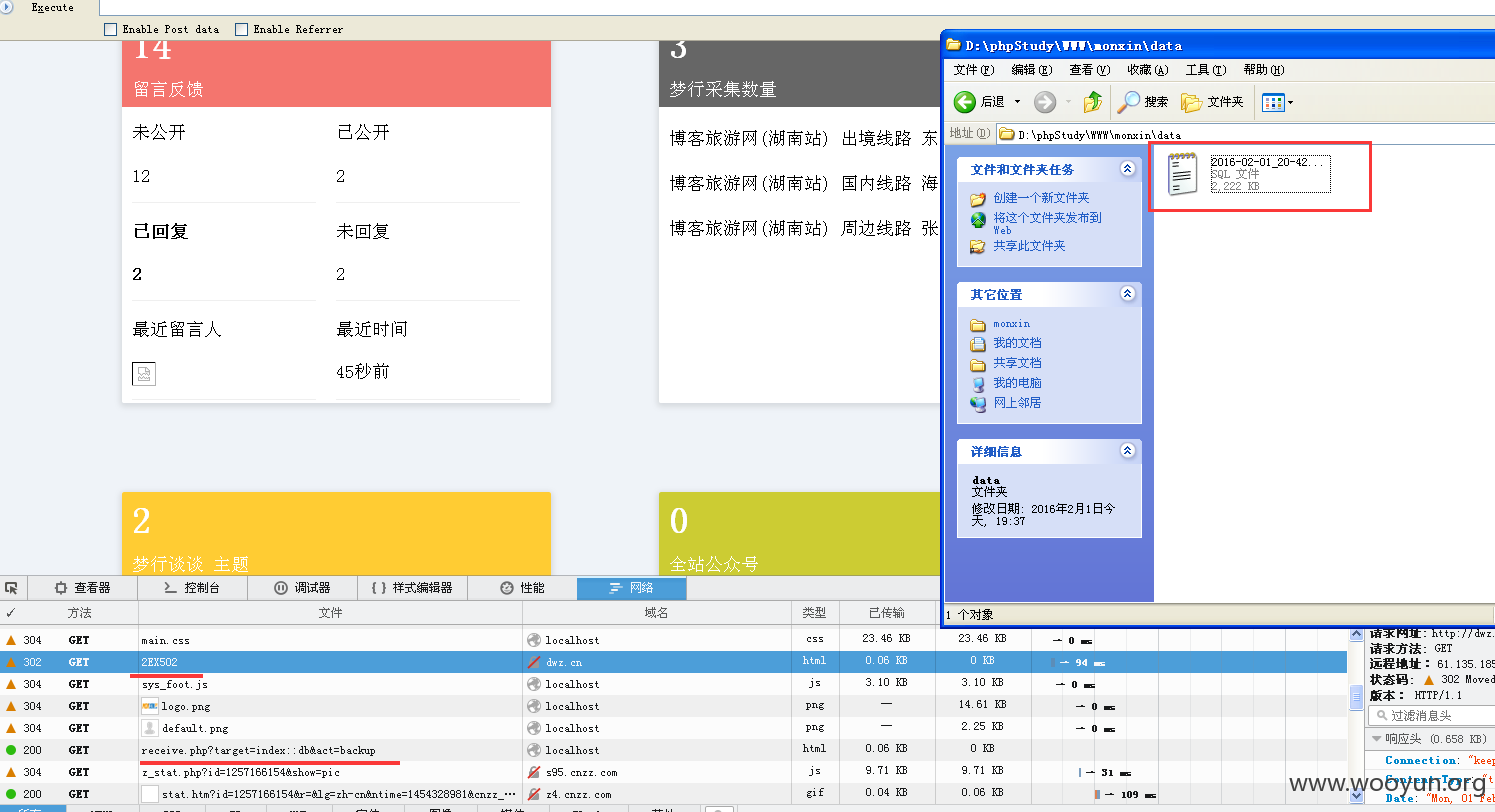 Execute
Enable Post data Enable Referrer
14
留言反馈
未公开 已公开
12 2
已回复 未回复
2 2
最近留言人 最近时间
45秒前
3
梦行采集数量
博客旅游网(湖南站) 出境线路 东
博客旅游网(湖南站) 国内线路 海
博客旅游网(湖南站) 周边线路 张
2
梦行谈谈 主题
0
全站公众号
D:\phpStudy\WWW\monxin\data
文件(F) 编辑(E) 查看(V) 收藏(A) 工具(T) 帮助(H)
后退 搜索 文件夹
地址(D) D:\phpStudy\WWW\monxin\data
文件和文件夹任务
创建一个新文件夹
将这个文件夹发布到
Web
共享此文件夹
其它位置
monxin
我的文档
共享文档
我的电脑
网上邻居
详细信息
data
文件夹
修改日期: 2016年2月1日今
天, 19:37
2016-02-01_20-42...
SQL 文件
2,222 KB
1 个对象
查看器 控制台 调试器 样式编辑器 性能 网络
✓ 方法 文件 域名 类型 已传输
304 GET main.css localhost css 23.46 KB 23.46 KB → 0 ms
302 GET 2EX502 dwz.cn html 0.06 KB 0 KB → 94 ms
304 GET sys_foot.js localhost js 3.10 KB 3.10 KB → 0 ms
304 GET logo.png localhost png — 14.61 KB → 0 ms
304 GET default.png localhost png — 2.25 KB → 0 ms
200 GET receive.php?target=index::db&act=backup localhost html 0.06 KB 0 KB
304 GET z_stat.php?id=1257166154&show=pic s95.cnzz.com js 9.71 KB 9.71 KB → 31 ms
200 GET stat.htm?id=1257166154&r=&lg=zh-cn&ntime=1454328981&cnzz_… z4.cnzz.com gif 0.04 KB 0.06 KB → 109 ms
请求网址: http://dwz.
请求方法: GET
远程地址: 61.135.185
状态码: 302 Moved
版本: HTTP/1.1
过滤消息头
响应头 (0.658 KB)
Connection: "keep
Content-Type: "t
Date: "Mon, 01 Feb
www.wooyun.org